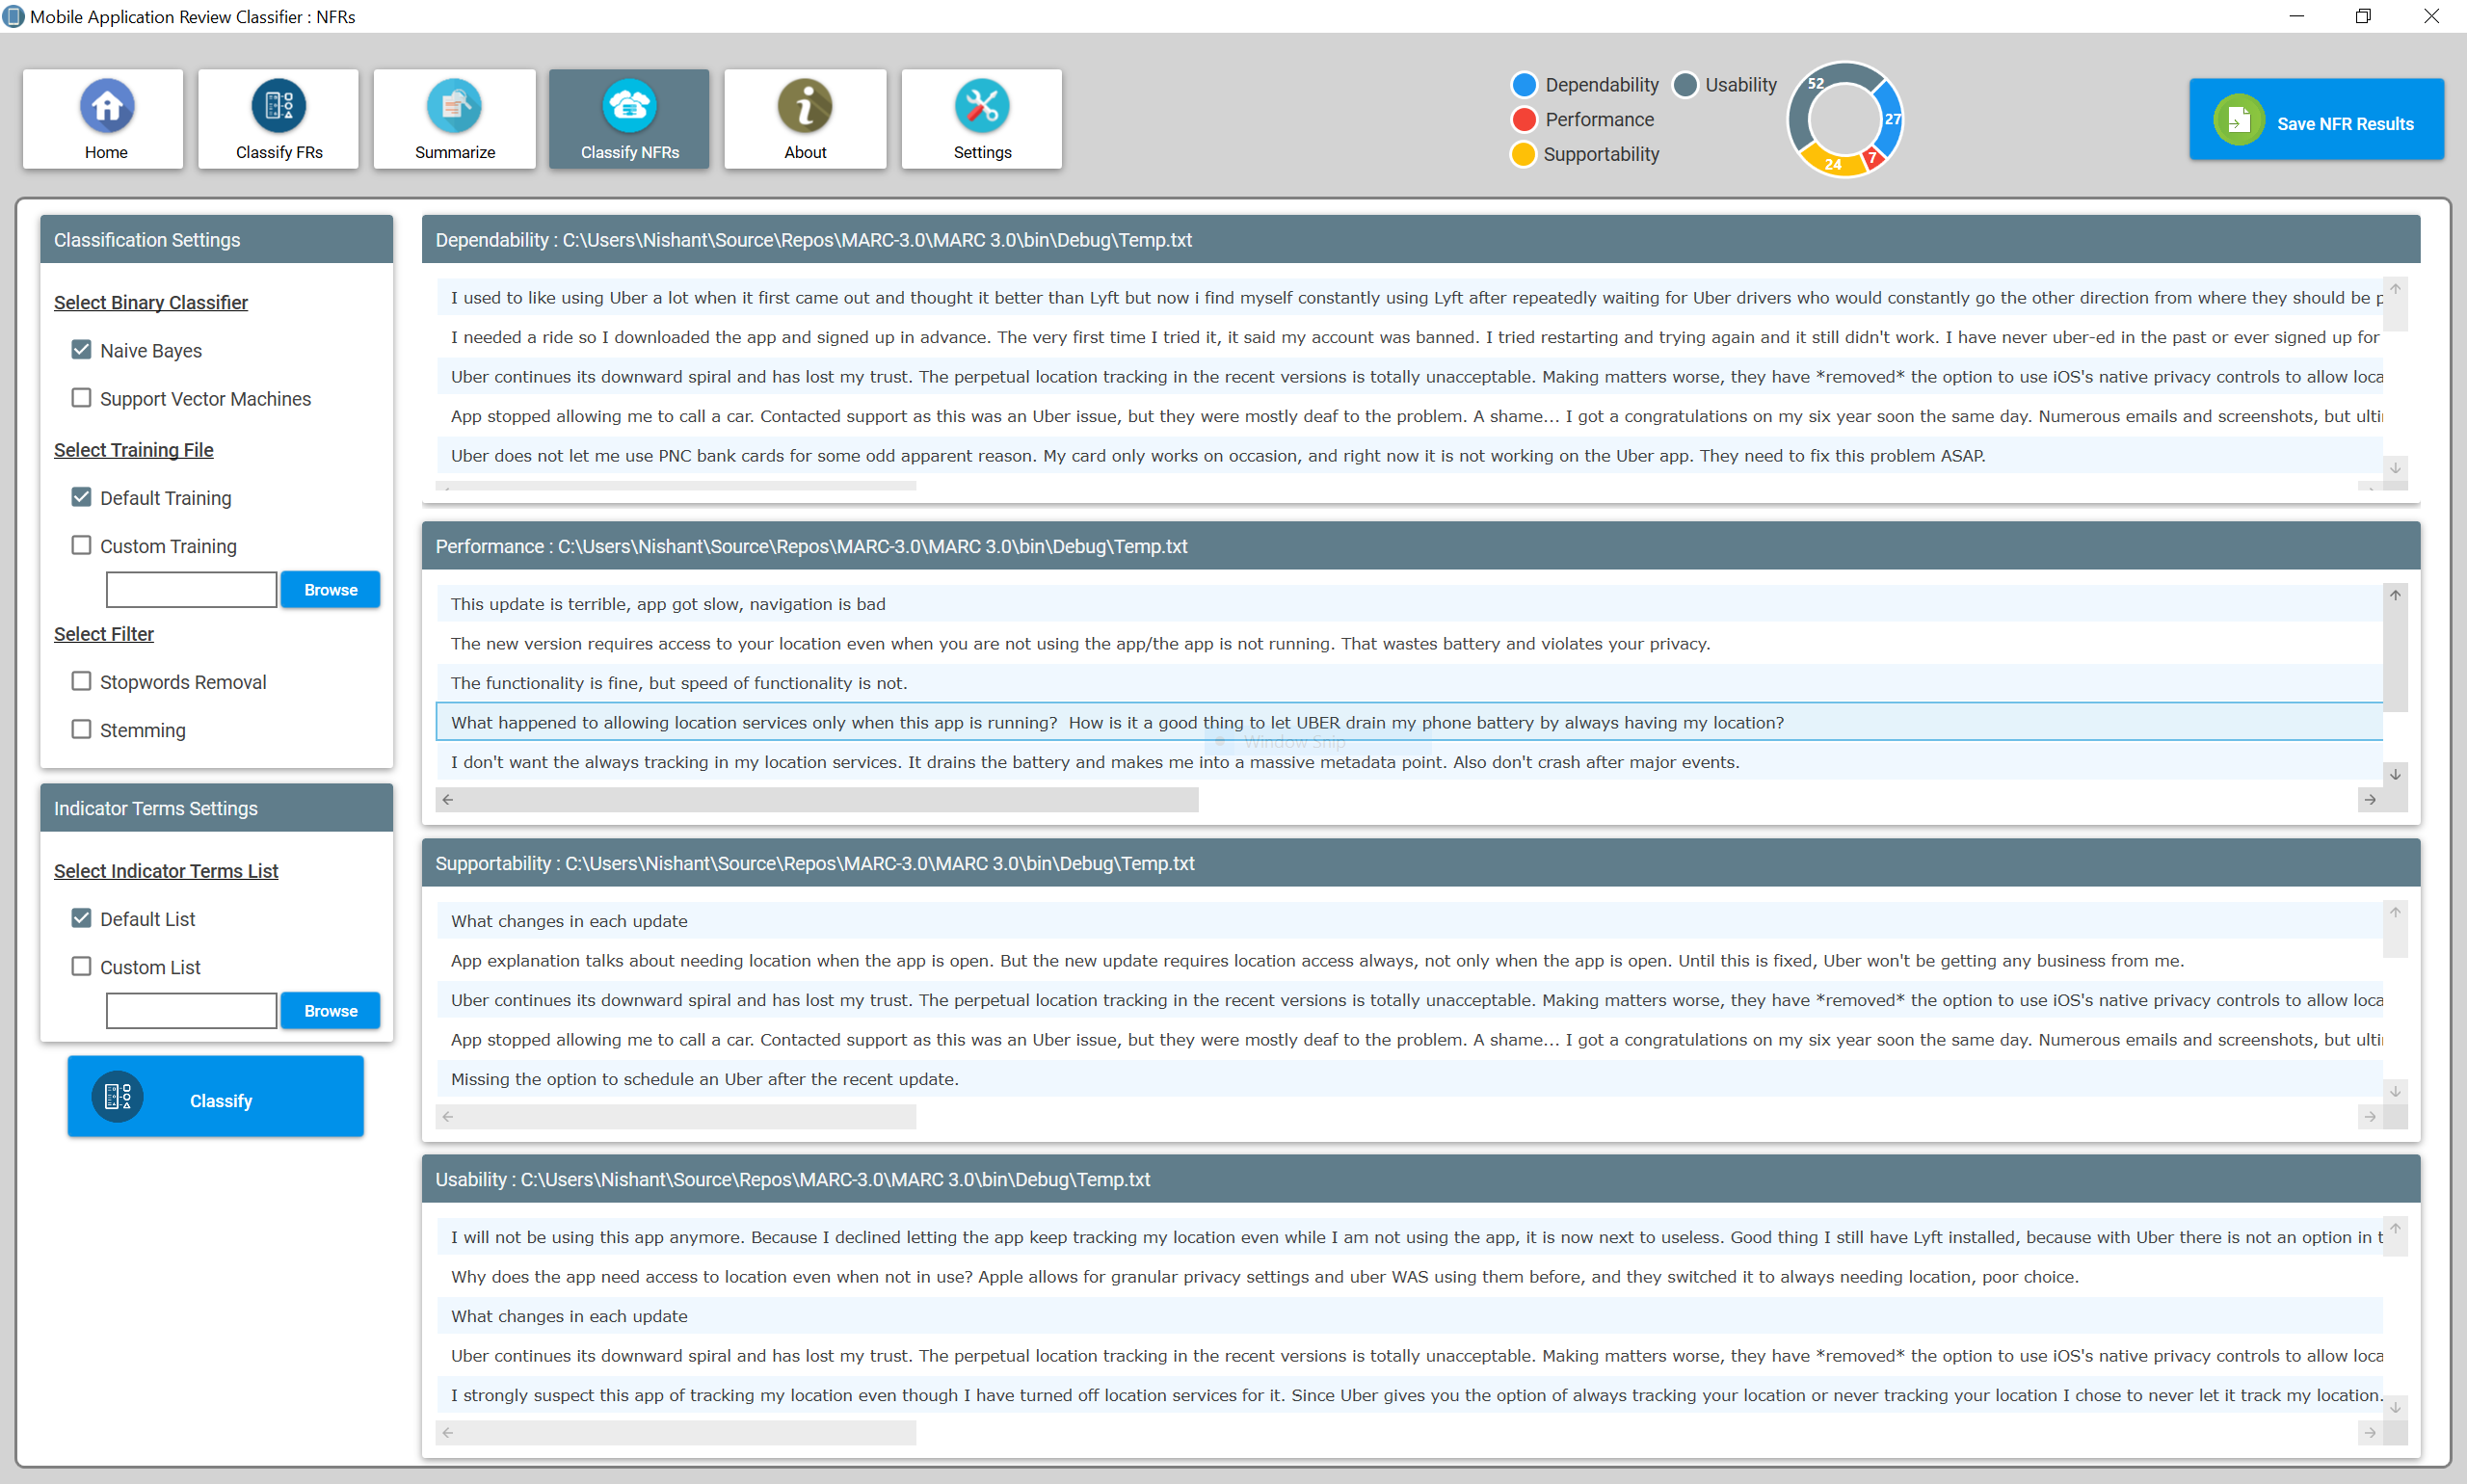 Mobile Application Review Classifier : NFRs
Home
Classify FRs
Summarize
Classify NFRs
About
Settings
Dependability
Usability
Performance
Supportability
52
27
7
24
Save NFR Results
Classification Settings
Select Binary Classifier
Naive Bayes
Support Vector Machines
Select Training File
Default Training
Custom Training
Browse
Select Filter
Stopwords Removal
Stemming
Indicator Terms Settings
Select Indicator Terms List
Default List
Custom List
Browse
Classify
Dependability : C:\Users\Nishant\Source\Repos\MARC-3.0\MARC 3.0\bin\Debug\Temp.txt
I used to like using Uber a lot when it first came out and thought it better than Lyft but now i find myself constantly using Lyft after repeatedly waiting for Uber drivers who would constantly go the other direction from where they should be
I needed a ride so I downloaded the app and signed up in advance. The very first time I tried it, it said my account was banned. I tried restarting and trying again and it still didn't work. I have never uber-ed in the past or ever signed up for
Uber continues its downward spiral and has lost my trust. The perpetual location tracking in the recent versions is totally unacceptable. Making matters worse, they have *removed* the option to use iOS's native privacy controls to allow loca
App stopped allowing me to call a car. Contacted support as this was an Uber issue, but they were mostly deaf to the problem. A shame... I got a congratulations on my six year soon the same day. Numerous emails and screenshots, but ulti
Uber does not let me use PNC bank cards for some odd apparent reason. My card only works on occasion, and right now it is not working on the Uber app. They need to fix this problem ASAP.
Performance : C:\Users\Nishant\Source\Repos\MARC-3.0\MARC 3.0\bin\Debug\Temp.txt
This update is terrible, app got slow, navigation is bad
The new version requires access to your location even when you are not using the app/the app is not running. That wastes battery and violates your privacy.
The functionality is fine, but speed of functionality is not.
What happened to allowing location services only when this app is running?  How is it a good thing to let UBER drain my phone battery by always having my location?
Window Snip
I don't want the always tracking in my location services. It drains the battery and makes me into a massive metadata point. Also don't crash after major events.
Supportability : C:\Users\Nishant\Source\Repos\MARC-3.0\MARC 3.0\bin\Debug\Temp.txt
What changes in each update
App explanation talks about needing location when the app is open. But the new update requires location access always, not only when the app is open. Until this is fixed, Uber won't be getting any business from me.
Uber continues its downward spiral and has lost my trust. The perpetual location tracking in the recent versions is totally unacceptable. Making matters worse, they have *removed* the option to use iOS's native privacy controls to allow loca
App stopped allowing me to call a car. Contacted support as this was an Uber issue, but they were mostly deaf to the problem. A shame... I got a congratulations on my six year soon the same day. Numerous emails and screenshots, but ulti
Missing the option to schedule an Uber after the recent update.
Usability : C:\Users\Nishant\Source\Repos\MARC-3.0\MARC 3.0\bin\Debug\Temp.txt
I will not be using this app anymore. Because I declined letting the app keep tracking my location even while I am not using the app, it is now next to useless. Good thing I still have Lyft installed, because with Uber there is not an option in t
Why does the app need access to location even when not in use? Apple allows for granular privacy settings and uber WAS using them before, and they switched it to always needing location, poor choice.
What changes in each update
Uber continues its downward spiral and has lost my trust. The perpetual location tracking in the recent versions is totally unacceptable. Making matters worse, they have *removed* the option to use iOS's native privacy controls to allow loca
I strongly suspect this app of tracking my location even though I have turned off location services for it. Since Uber gives you the option of always tracking your location or never tracking your location I chose to never let it track my location.